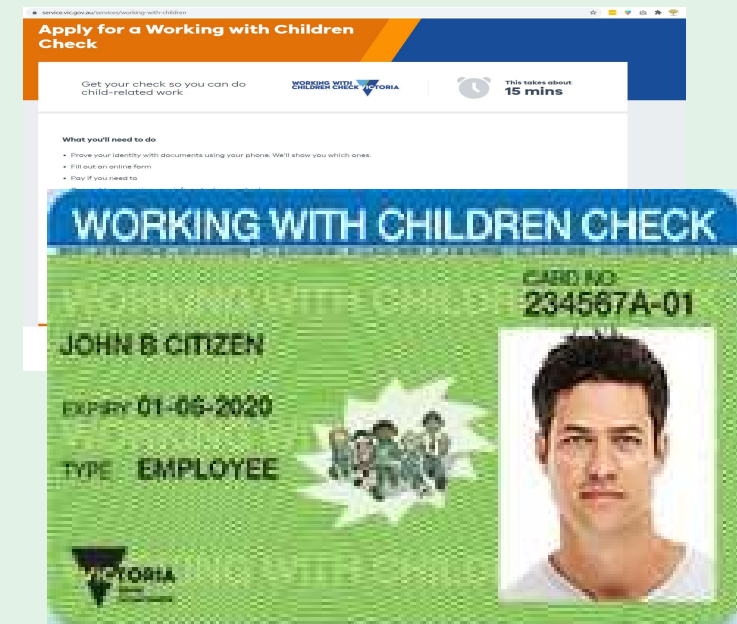 service.vic.gov.au/services/working-with-children
Apply for a Working with Children
Check
Get your check so you can do
child-related work
WORKING WITH
CHILDREN CHECK VICTORIA
This takes about
15 mins
What you'll need to do
• Prove your identity with documents using your phone. We'll show you which ones.
• Fill out an online form
• Pay if you need to
WORKING WITH CHILDREN CHECK
CARD NO
234567A-01
JOHN B CITIZEN
EXPIRY 01-06-2020
TYPE EMPLOYEE
VICTORIA